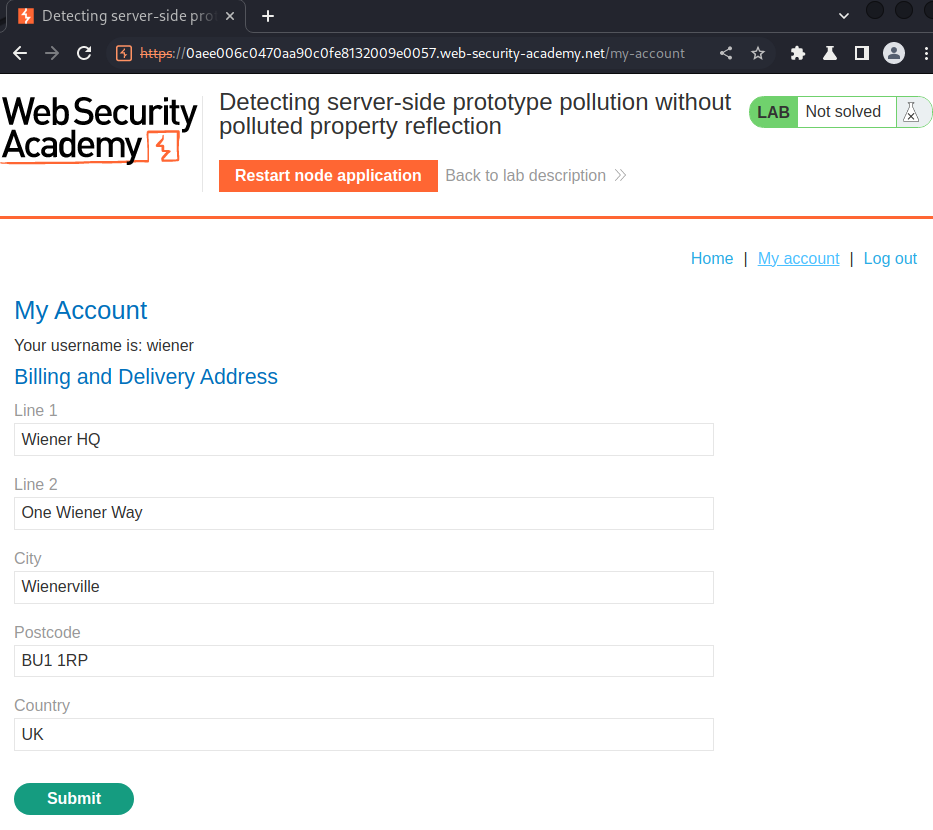 Detecting server-side pro
https://0aee006c0470aa90c0fe8132009e0057.web-security-academy.net/my-account
Web Security
Academy
Detecting server-side prototype pollution without
polluted property reflection
LAB Not solved
Restart node application Back to lab description
Home | My account | Log out
My Account
Your username is: wiener
Billing and Delivery Address
Line 1
Wiener HQ
Line 2
One Wiener Way
City
Wienerville
Postcode
BU1 1RP
Country
UK
Submit